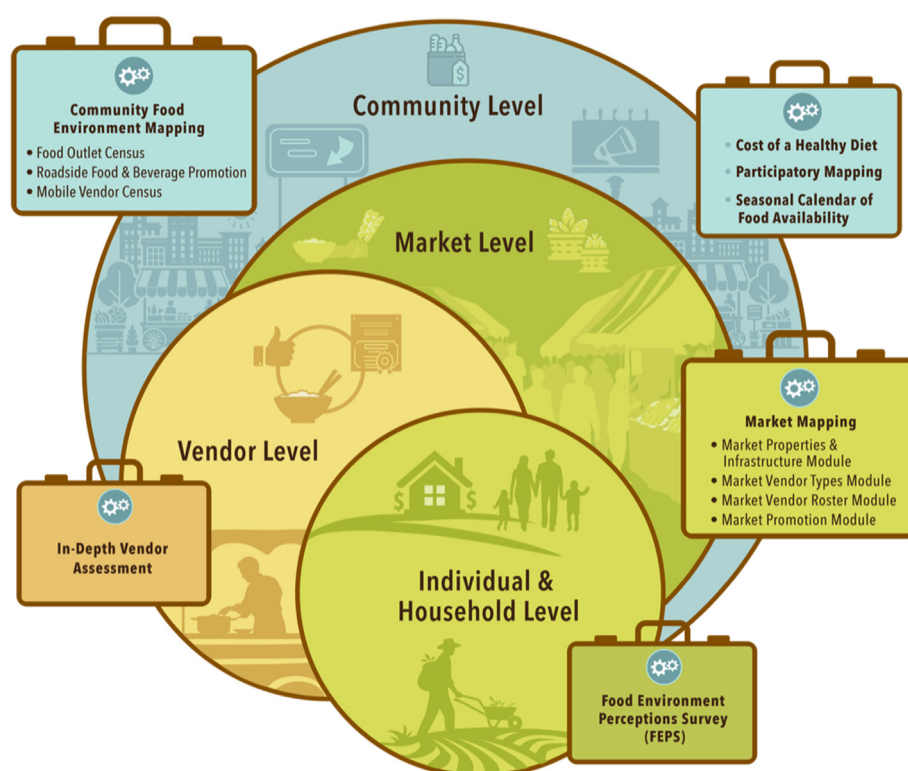 Community Food
Environment Mapping
• Food Outlet Census
• Roadside Food & Beverage Promotion
• Mobile Vendor Census
Community Level
$
• Cost of a Healthy Diet
• Participatory Mapping
• Seasonal Calendar of
Food Availability
Market Level
Vendor Level
Market Mapping
• Market Properties &
Infrastructure Module
• Market Vendor Types Module
• Market Vendor Roster Module
• Market Promotion Module
In-Depth Vendor
Assessment
$ $
Individual &
Household Level
Food Environment
Perceptions Survey
(FEPS)